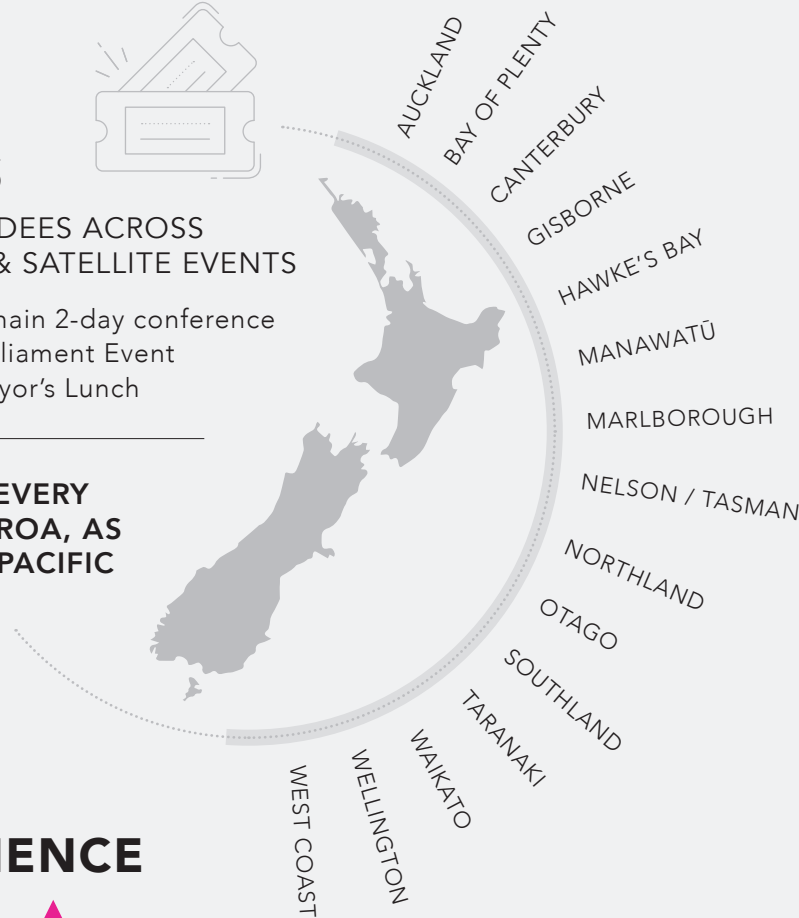 DEES ACROSS
& SATELLITE EVENTS
ain 2-day conference
liament Event
yor's Lunch
EVERY
ROA, AS
PACIFIC
AUCKLAND
BAY OF PLENTY
CANTERBURY
GISBORNE
HAWKE'S BAY
MANAWATŪ
MARLBOROUGH
NELSON / TASMAN
NORTHLAND
OTAGO
SOUTHLAND
TARANAKI
WAIKATO
WELLINGTON
WEST COAST
IENCE